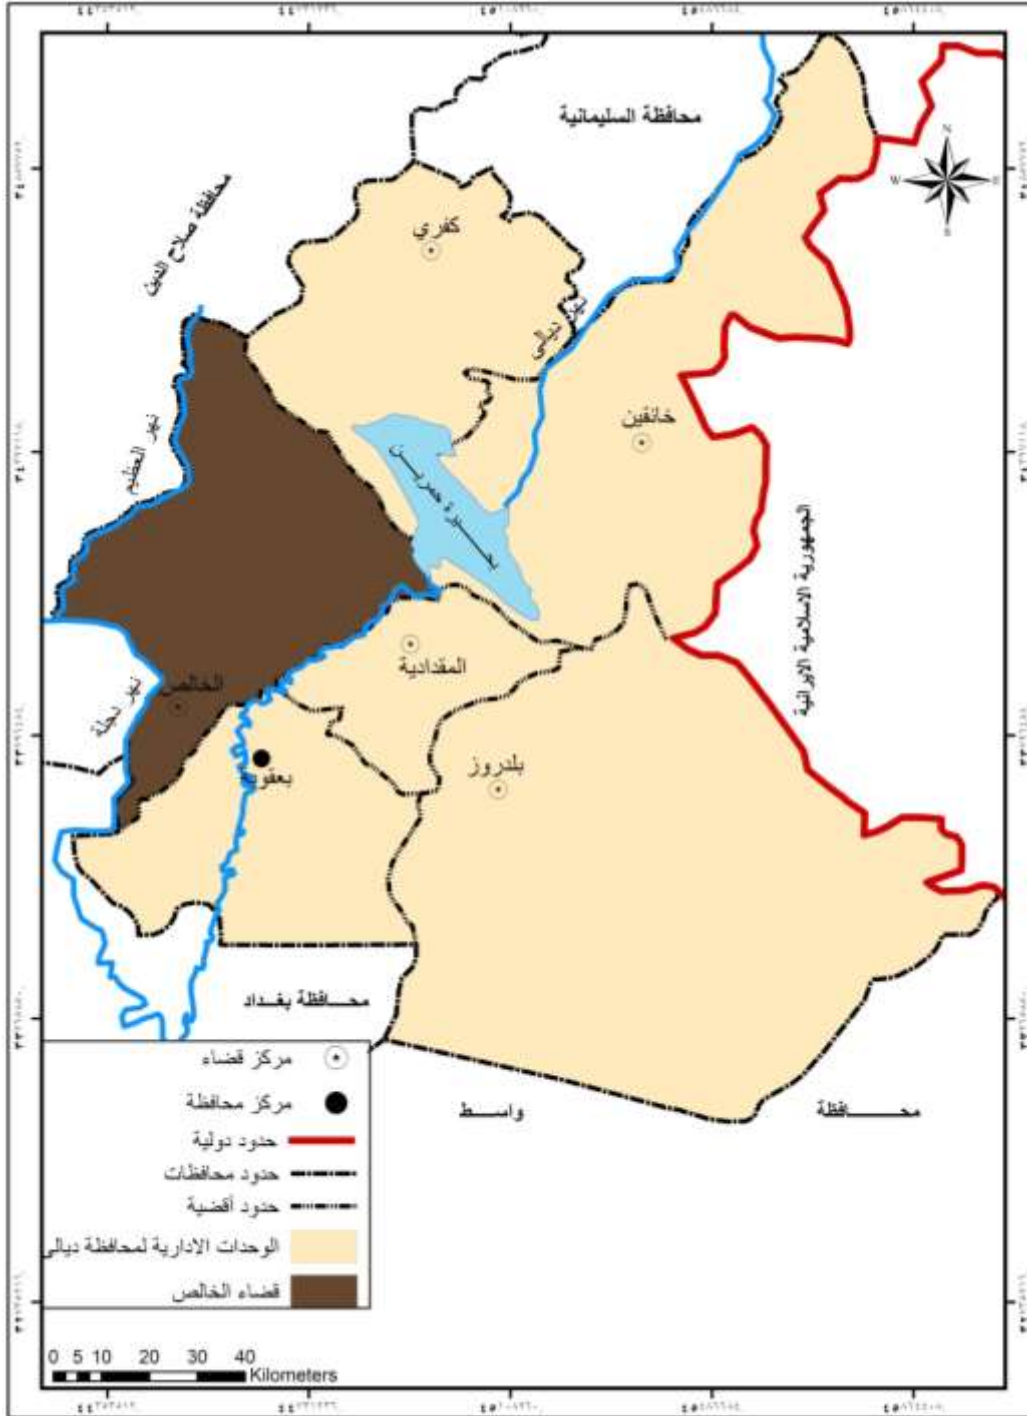 محافظة السليمانية
N
W
E
S
محافظة صلاح الدين
كفري
نهر ديالى
خانقين
نهر العظيم
بحيرة حمرين
الجمهورية الاسلامية الايرانية
المقدادية
الخالص
نهر دجلة
بلدروز
بعقوبة
محافظة بغداد
محافظة
واسط
مركز قضاء
مركز محافظة
حدود دولية
حدود محافظات
حدود أقضية
الوحدات الادارية لمحافظة ديالى
قضاء الخالص
0 5 10 20 30 40
Kilometers